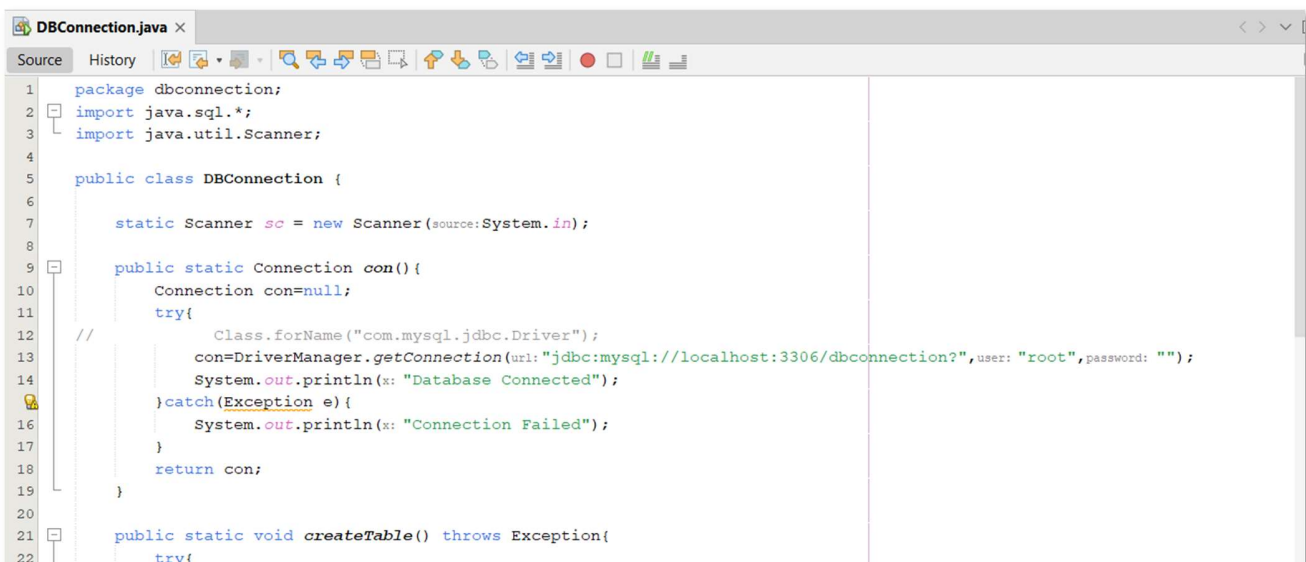 DBConnection.java ×
Source History
1 package dbconnection;
2 import java.sql.*;
3 import java.util.Scanner;
4
5 public class DBConnection {
6
7 static Scanner sc = new Scanner(source:System.in);
8
9 public static Connection con(){
10 Connection con=null;
11 try{
12 // Class.forName("com.mysql.jdbc.Driver");
13 con=DriverManager.getConnection(url:"jdbc:mysql://localhost:3306/dbconnection?",user: "root",password: "");
14 System.out.println(x: "Database Connected");
}catch(Exception e){
16 System.out.println(x: "Connection Failed");
17 }
18 return con;
19 }
20
21 public static void createTable() throws Exception{
22 try{